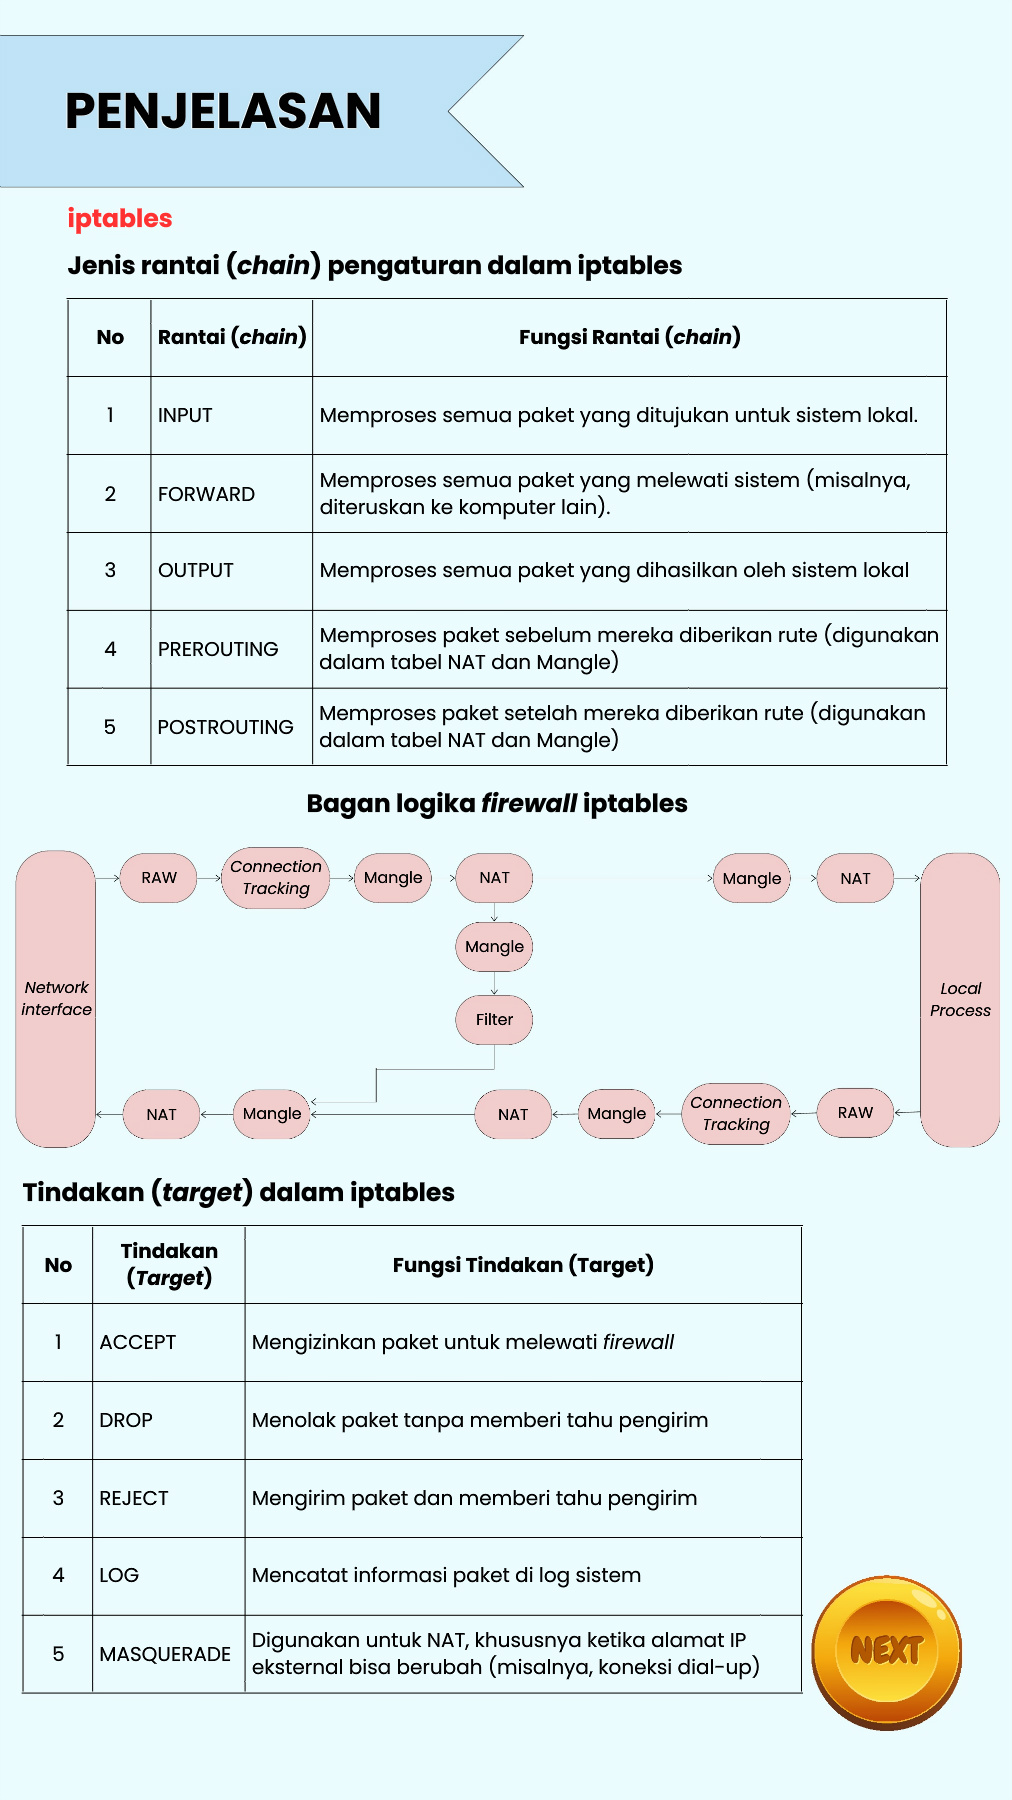 PENJELASAN
iptables
Jenis rantai (chain) pengaturan dalam iptables
No
Rantai (chain)
Fungsi Rantai (chain)
1
INPUT
Memproses semua paket yang ditujukan untuk sistem lokal.
2
FORWARD
Memproses semua paket yang melewati sistem (misalnya,
diteruskan ke komputer lain).
3
OUTPUT
Memproses semua paket yang dihasilkan oleh sistem lokal
4
PREROUTING
Memproses paket sebelum mereka diberikan rute (digunakan
dalam tabel NAT dan Mangle)
5
POSTROUTING
Memproses paket setelah mereka diberikan rute (digunakan
dalam tabel NAT dan Mangle)
Bagan logika firewall iptables
Network
interface
RAW
Connection
Tracking
Mangle
NAT
Mangle
NAT
Mangle
Filter
Local
Process
NAT
Mangle
NAT
Mangle
Connection
Tracking
RAW
Tindakan (target) dalam iptables
No
Tindakan
(Target)
Fungsi Tindakan (Target)
1
ACCEPT
Mengizinkan paket untuk melewati firewall
2
DROP
Menolak paket tanpa memberi tahu pengirim
3
REJECT
Mengirim paket dan memberi tahu pengirim
4
LOG
Mencatat informasi paket di log sistem
5
MASQUERADE
Digunakan untuk NAT, khususnya ketika alamat IP
eksternal bisa berubah (misalnya, koneksi dial-up)
NEXT